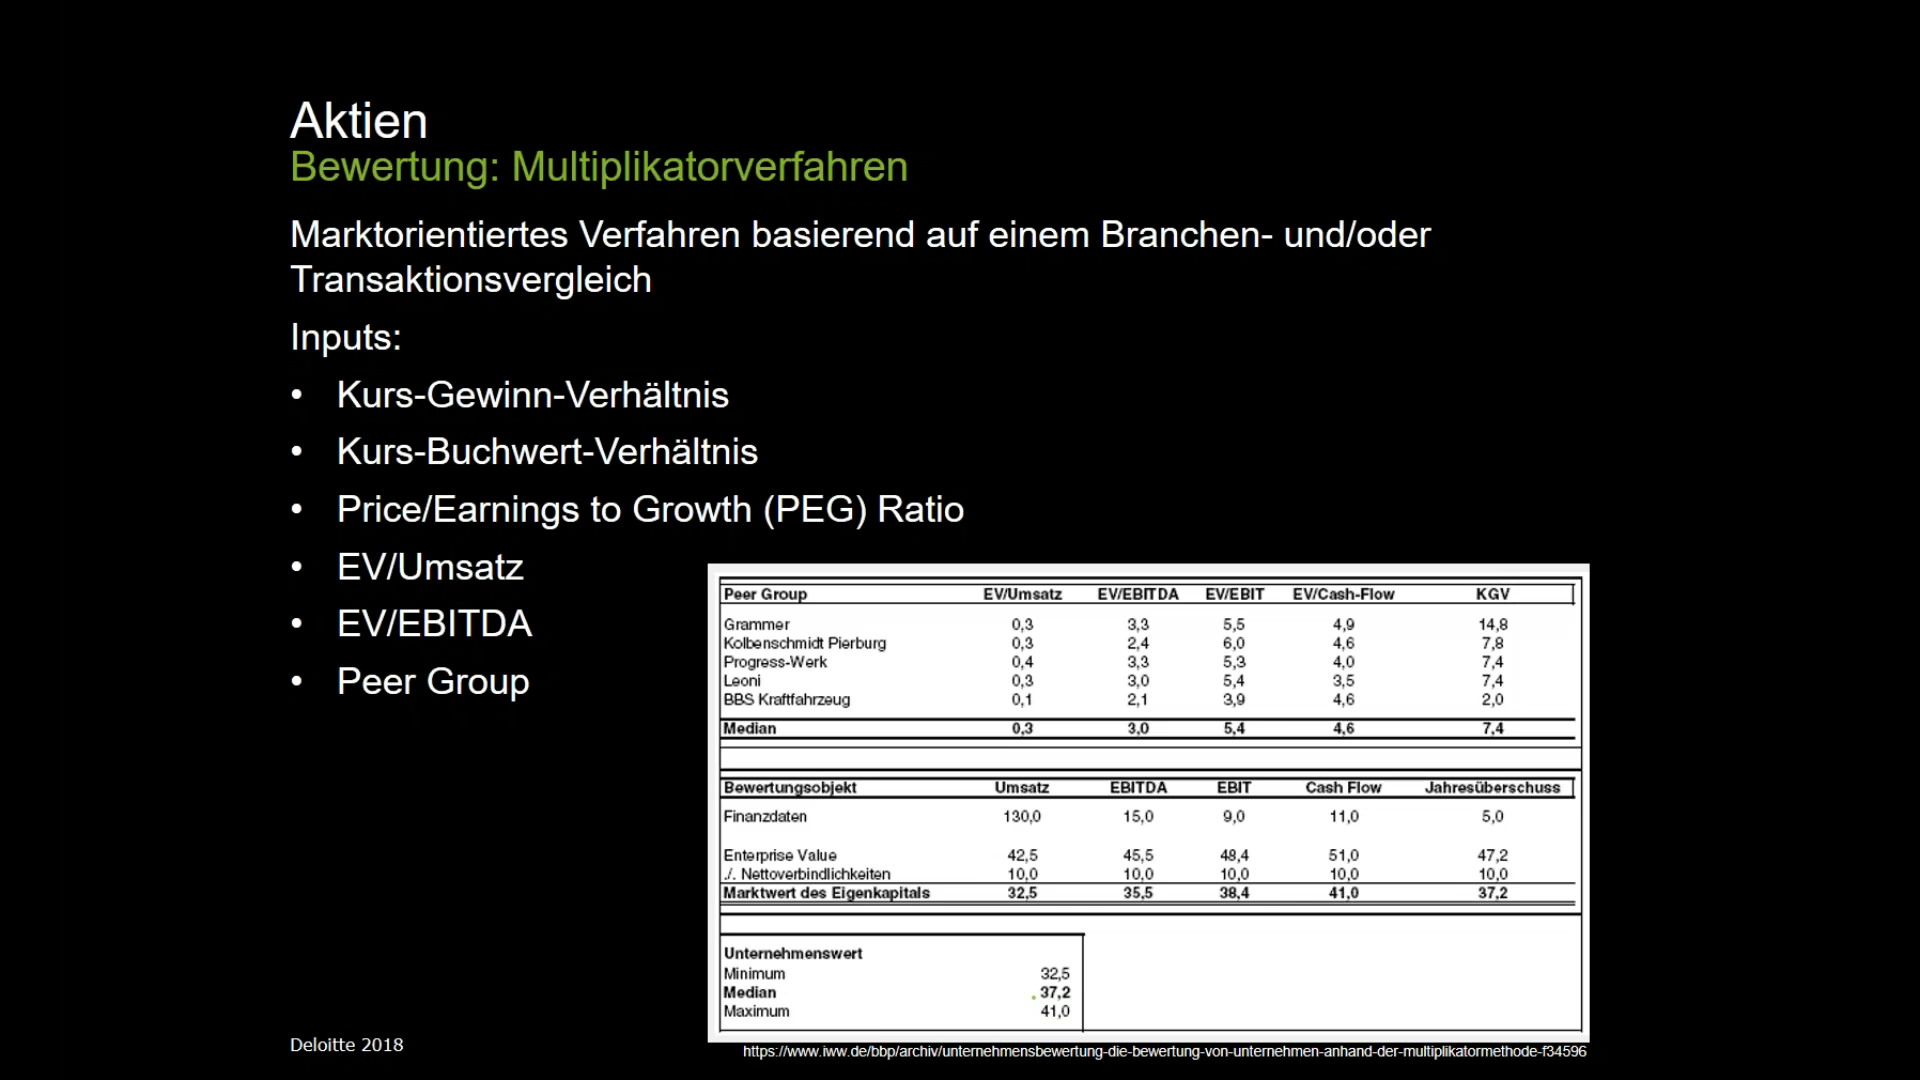 Aktien
Bewertung: Multiplikatorverfahren
Marktorientiertes Verfahren basierend auf einem Branchen- und/oder
Transaktionsvergleich
Inputs:
• Kurs-Gewinn-Verhältnis
• Kurs-Buchwert-Verhältnis
• Price/Earnings to Growth (PEG) Ratio
• EV/Umsatz
• EV/EBITDA
• Peer Group
Peer Group EV/Umsatz EV/EBITDA EV/EBIT EV/Cash-Flow KGV
Grammer 0,3 3,3 5,5 4,9 14,8
Kolbenschmidt Pierburg 0,3 2,4 6,0 4,6 7,8
Progress-Werk 0,4 3,3 5,3 4,0 7,4
Leoni 0,3 3,0 5,4 3,5 7,4
BBS Kraftfahrzeug 0,1 2,1 3,9 4,6 2,0
Median 0,3 3,0 5,4 4,6 7,4
Bewertungsobjekt Umsatz EBITDA EBIT Cash Flow Jahresüberschuss
Finanzdaten 130,0 15,0 9,0 11,0 5,0
Enterprise Value 42,5 45,5 48,4 51,0 47,2
./. Nettoverbindlichkeiten 10,0 10,0 10,0 10,0 10,0
Marktwert des Eigenkapitals 32,5 35,5 38,4 41,0 37,2
Unternehmenswert
Minimum 32,5
Median 37,2
Maximum 41,0
Deloitte 2018
https://www.iww.de/bbp/archiv/unternehmensbewertung-die-bewertung-von-unternehmen-anhand-der-multiplikatormethode-f34596